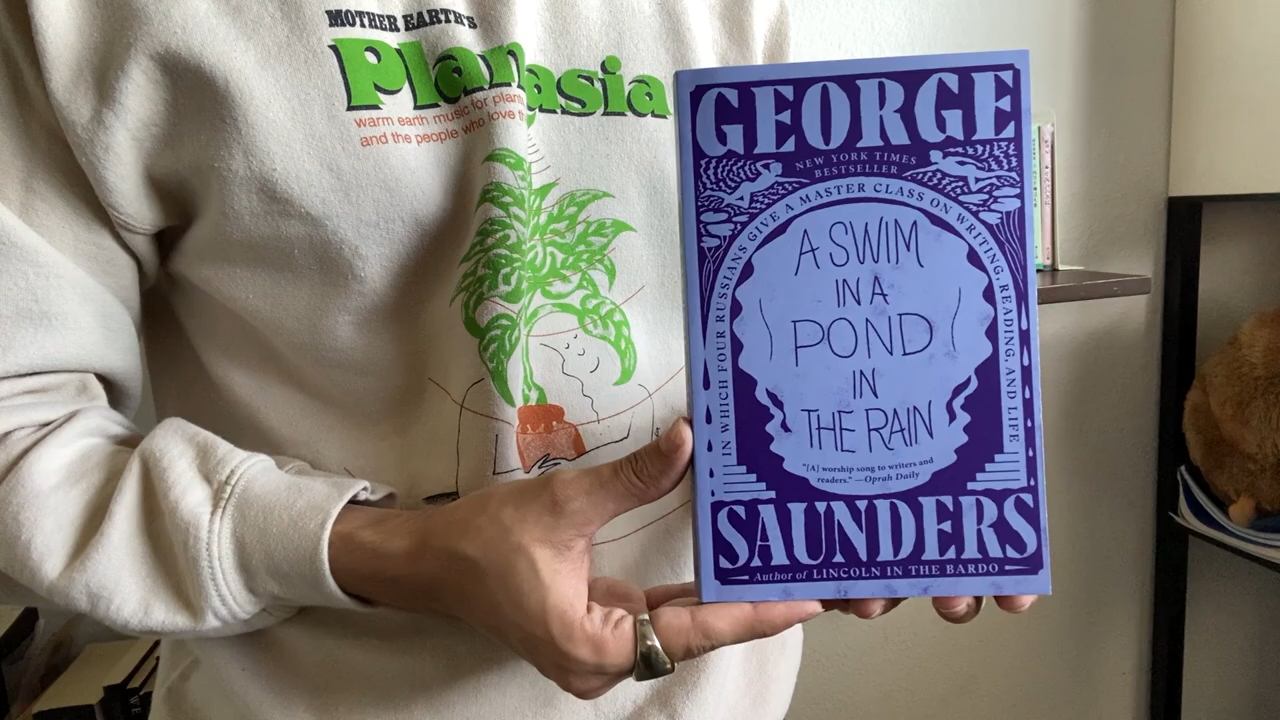 MOTHER EARTH'S
Plantasia
warm earth music for plants
and the people who love th
GEORGE
NEW YORK TIMES
BESTSELLER
IN WHICH FOUR RUSSIANS GIVE A MASTER CLASS ON WRITING, READING, AND LIFE
A SWIM
IN A
POND
IN
THE RAIN
"[A] worship song to writers and
readers." —Oprah Daily
SAUNDERS
Author of LINCOLN IN THE BARDO